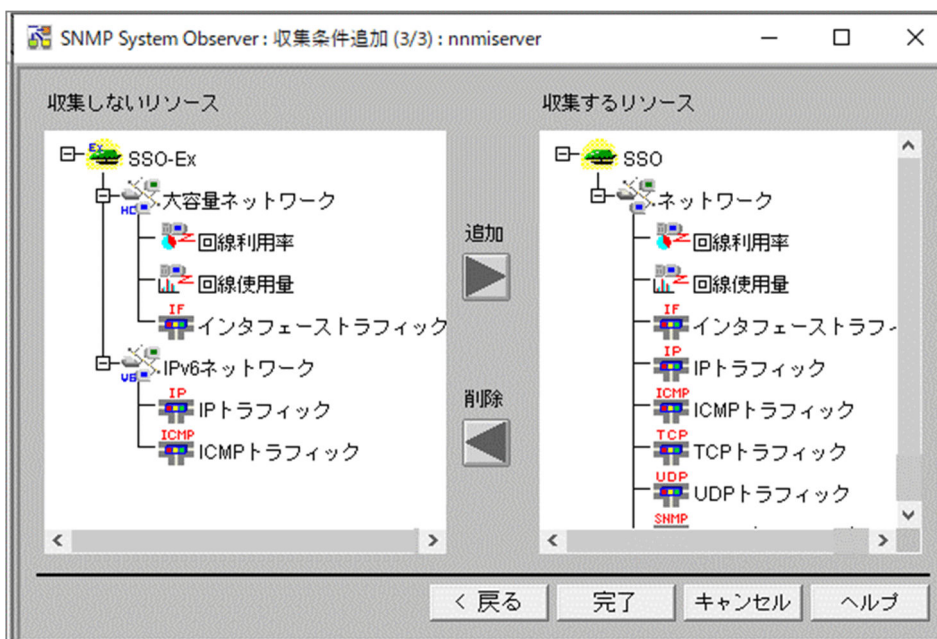 SNMP System Observer : 収集条件追加 (3/3) : nnmiserver
収集しないリソース
Ex
SSO-Ex
HC
大容量ネットワーク
回線利用率
回線使用量
IF
インタフェーストラフィック
V6
IPv6ネットワーク
IP
IPトラフィック
ICMP
ICMPトラフィック
追加
削除
収集するリソース
SSO
ネットワーク
回線利用率
回線使用量
IF
インタフェーストラフィ
IP
IPトラフィック
ICMP
ICMPトラフィック
TCP
TCPトラフィック
UDP
UDPトラフィック
SNMP
< 戻る
完了
キャンセル
ヘルプ